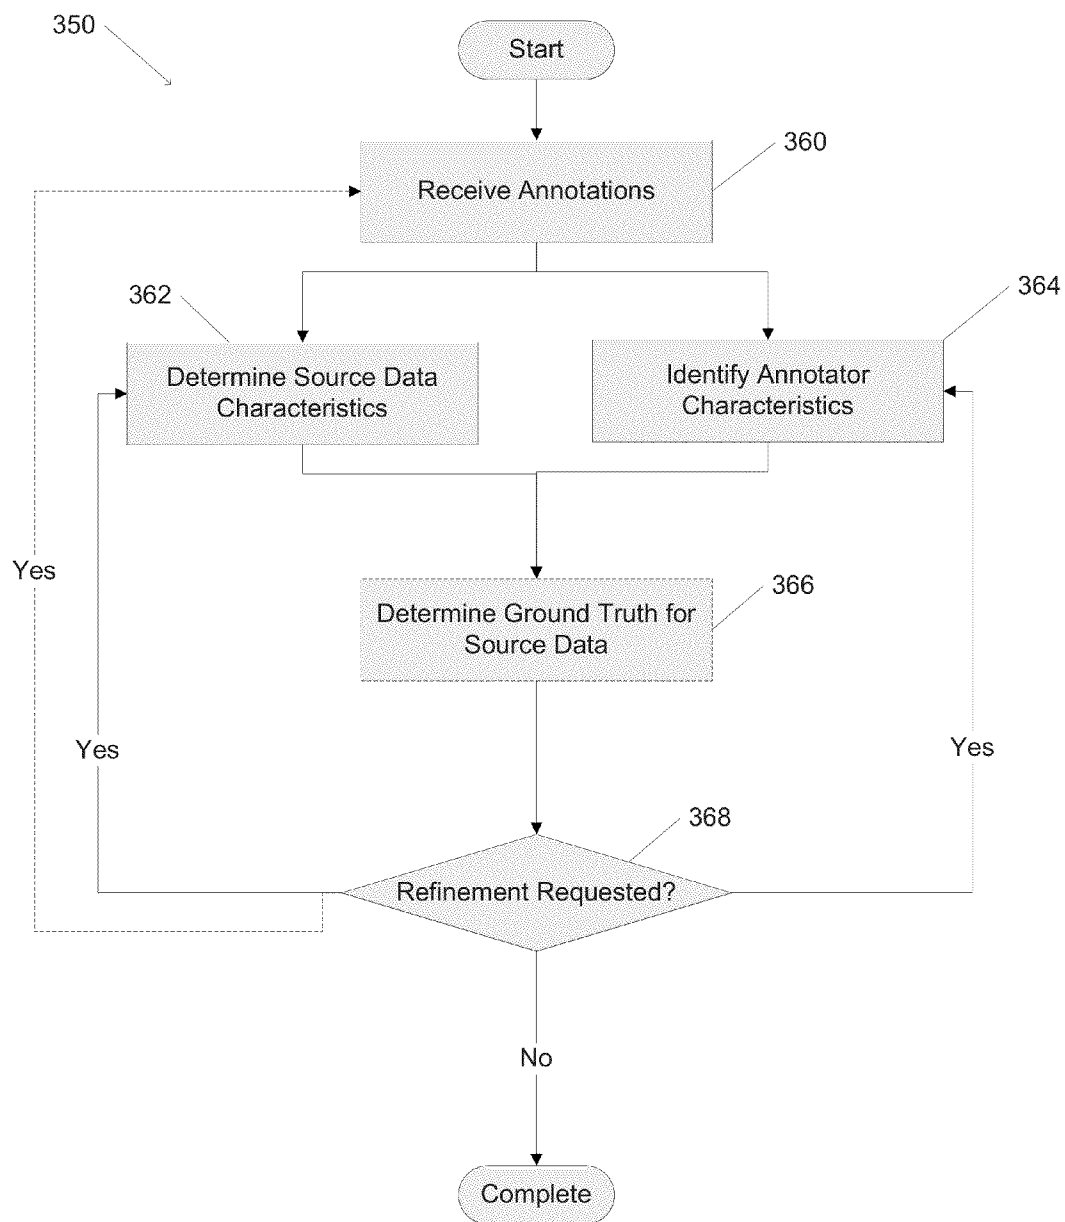 350
Start
360
Receive Annotations
362
364
Determine Source Data
Characteristics
Identify Annotator
Characteristics
Yes
366
Determine Ground Truth for
Source Data
Yes
Yes
368
Refinement Requested?
No
Complete